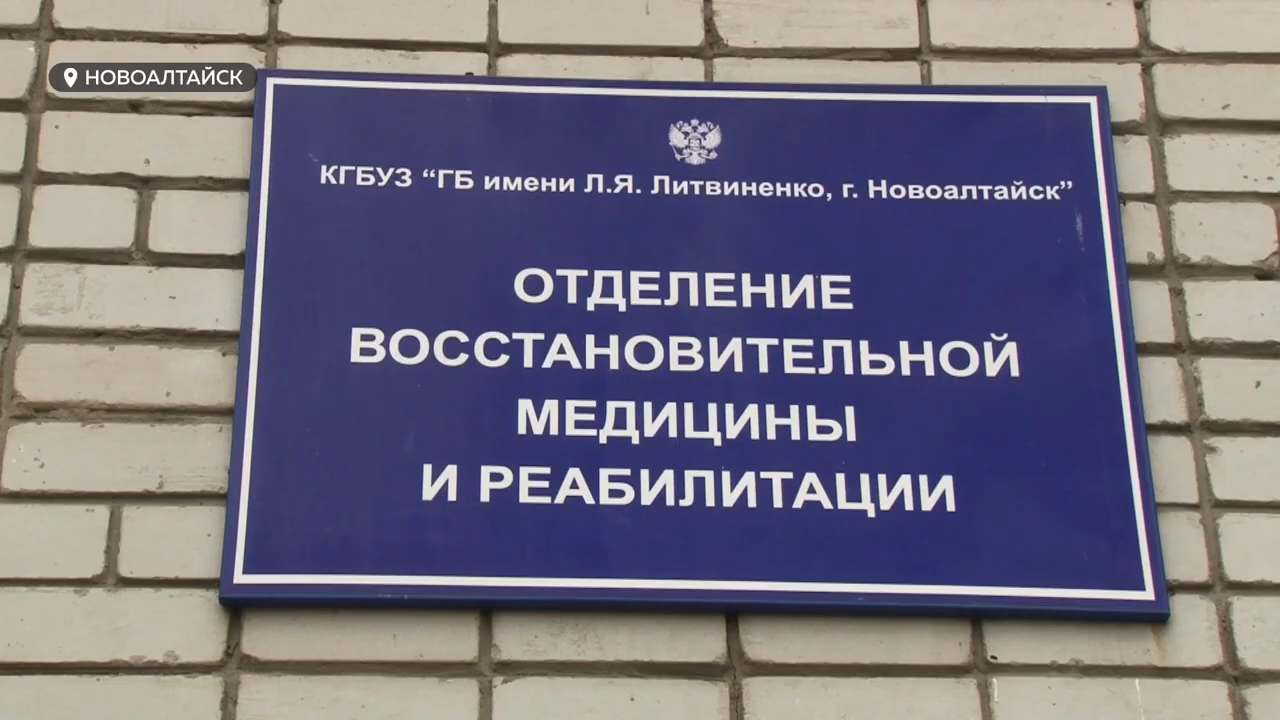 НОВОАЛТАЙСК
КГБУЗ “ГБ имени Л.Я. Литвиненко, г. Новоалтайск”
ОТДЕЛЕНИЕ
ВОССТАНОВИТЕЛЬНОЙ
МЕДИЦИНЫ
И РЕАБИЛИТАЦИИ